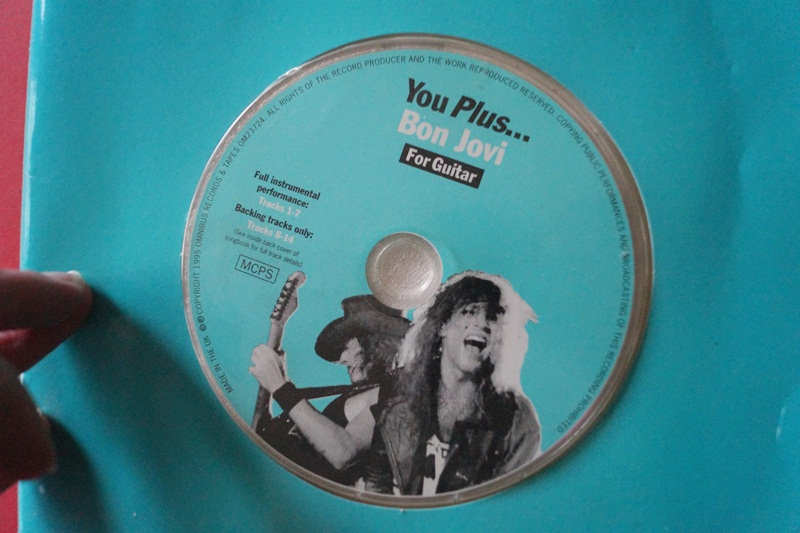 You Plus...
Bon Jovi
For Guitar
Full instrumental
performance:
Tracks 1-7
Backing tracks only:
Tracks 8-14
(See inside back cover of
songbook for full track details)
MCPS
MADE IN THE UK ℗ © COPYRIGHT 1995 OMNIBUS RECORDS & TAPES OM23724. ALL RIGHTS OF THE RECORD PRODUCER AND THE WORK REPRODUCED RESERVED. COPYING PUBLIC PERFORMANCES AND BROADCASTING OF THIS RECORDING PROHIBITED